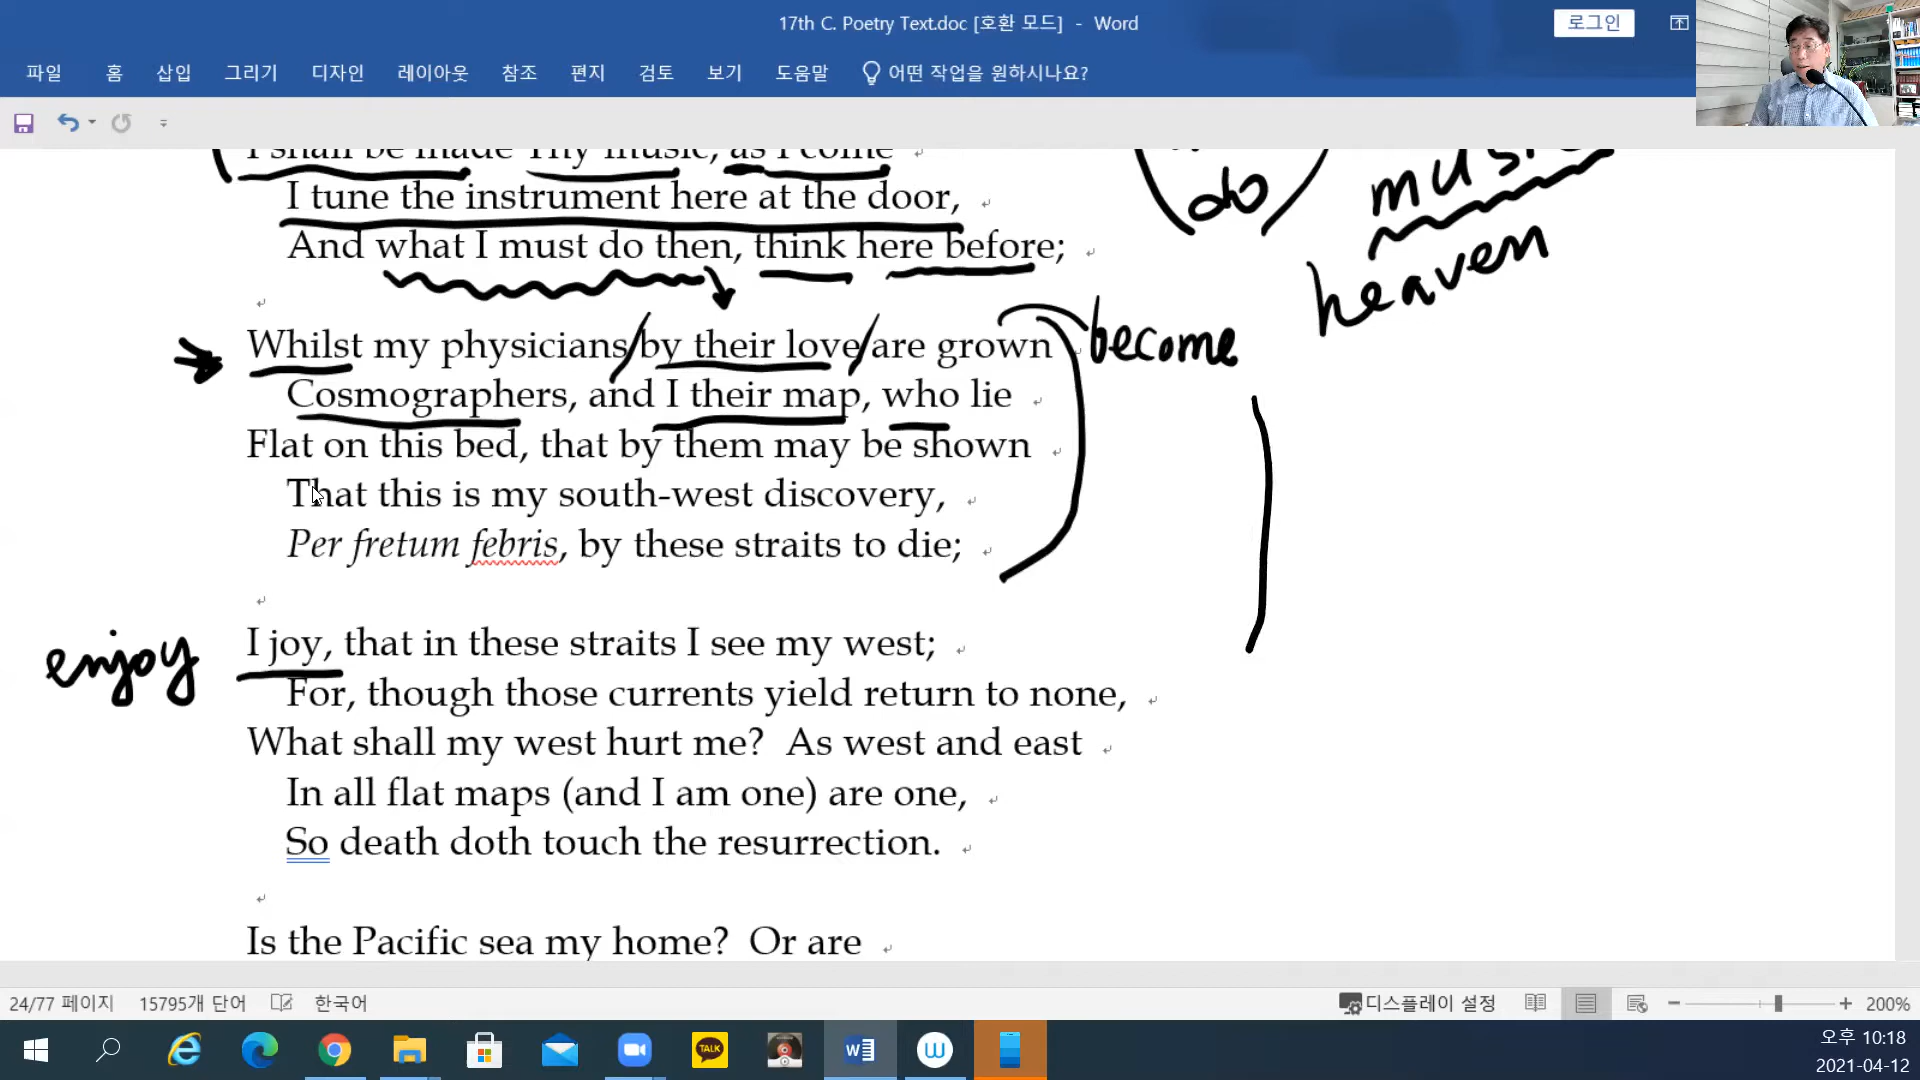 17th C. Poetry Text.doc [호환 모드] - Word
로그인
파일 홈 삽입 그리기 디자인 레이아웃 참조 편지 검토 보기 도움말 어떤 작업을 원하시나요?
I shall be made Thy music, as I come
I tune the instrument here at the door,
And what I must do then, think here before;
do
music
heaven
Whilst my physicians by their love are grown
become
Cosmographers, and I their map, who lie
Flat on this bed, that by them may be shown
That this is my south-west discovery,
Per fretum febris, by these straits to die;
enjoy
I joy, that in these straits I see my west;
For, though those currents yield return to none,
What shall my west hurt me?  As west and east
In all flat maps (and I am one) are one,
So death doth touch the resurrection.
Is the Pacific sea my home?  Or are
24/77 페이지 15795개 단어 한국어 디스플레이 설정 200%
TALK
오후 10:18
2021-04-12